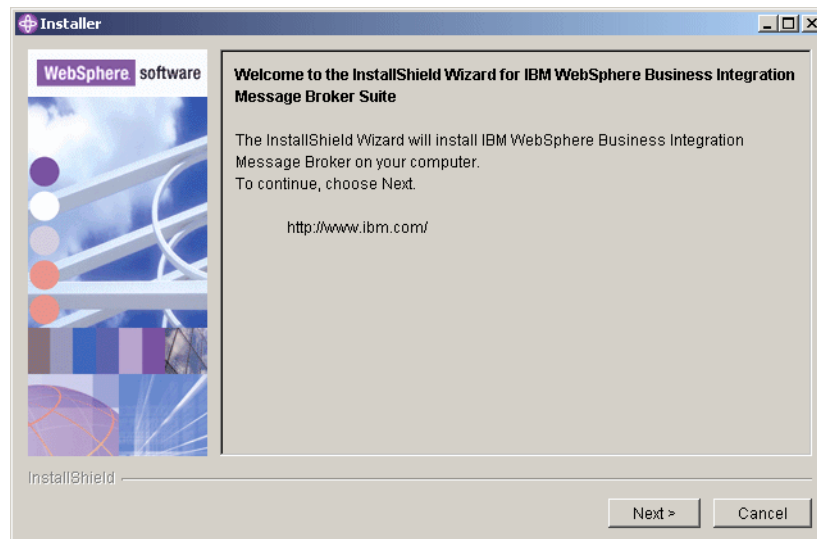 Installer
WebSphere. software
Welcome to the InstallShield Wizard for IBM WebSphere Business Integration
Message Broker Suite
The InstallShield Wizard will install IBM WebSphere Business Integration
Message Broker on your computer.
To continue, choose Next.
http://www.ibm.com/
InstallShield
Next >
Cancel